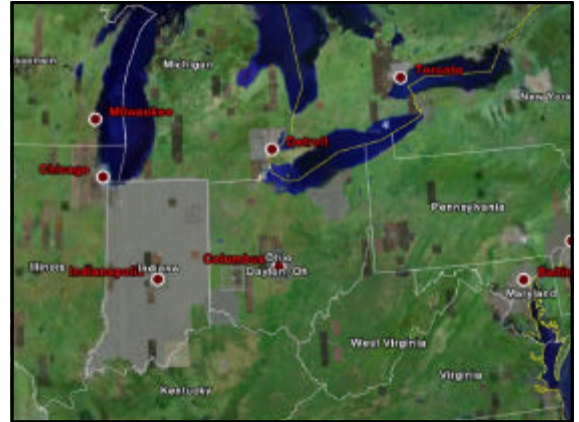 Toronto
Michigan
New York
Milwaukee
Detroit
Chicago
Pennsylvania
Columbus
Ohio
Dayton, Oh
Illinois
Indiana
Maryland
West Virginia
Virginia
Kentucky